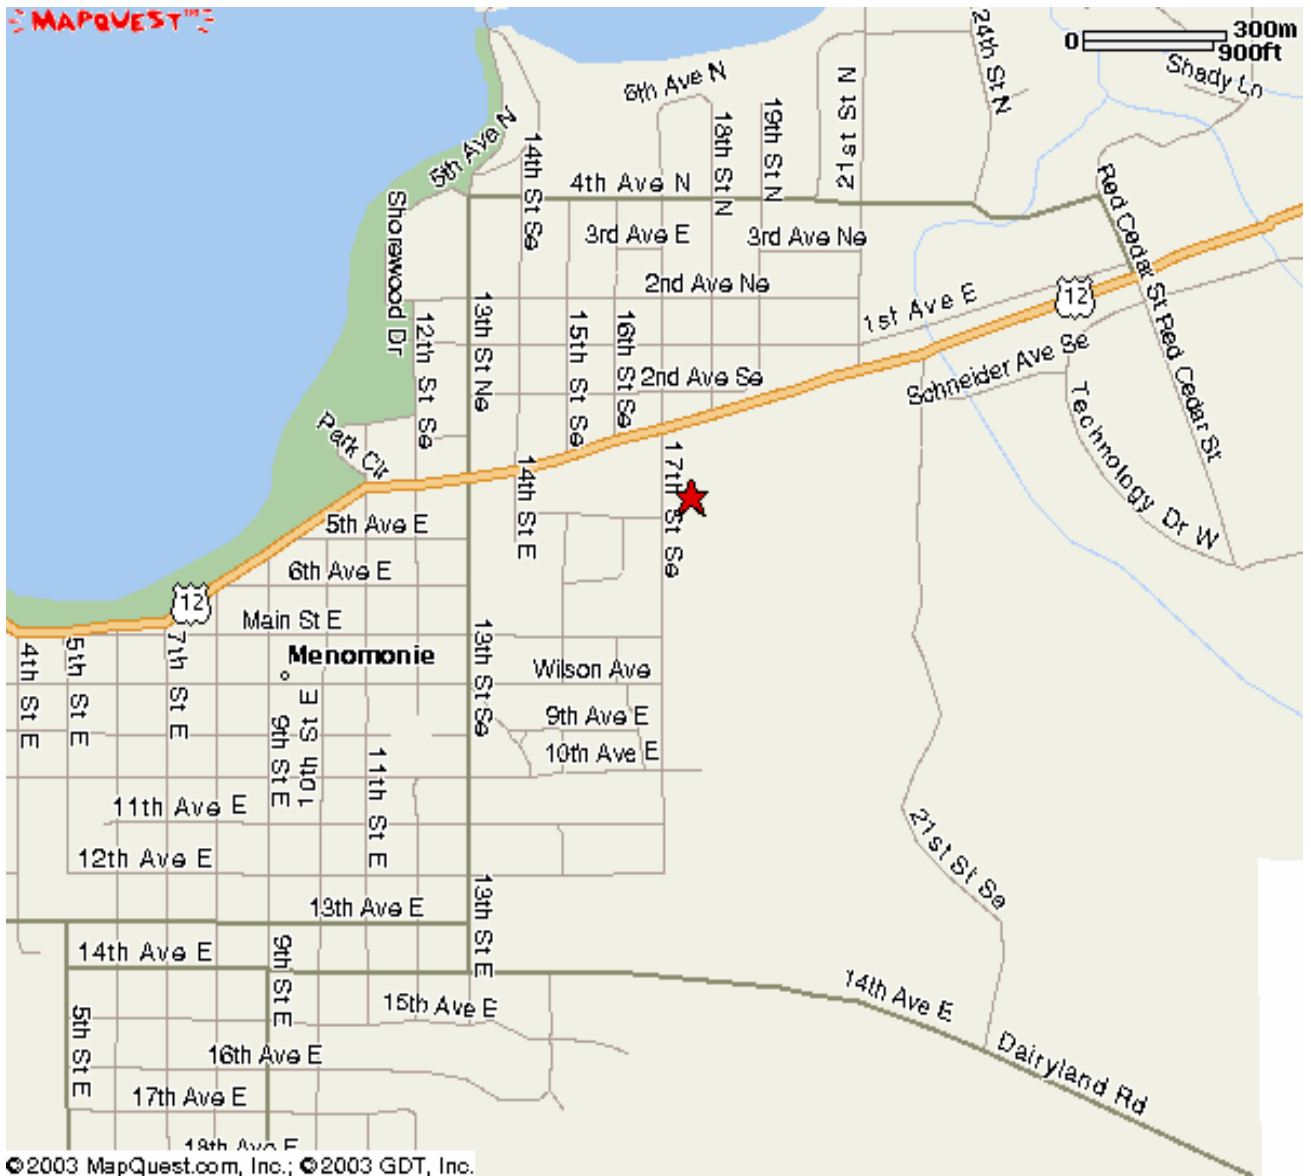 MAPQUEST™
0
300m
900ft
24th St N
Shady Ln
6th Ave N
21st St N
19th St N
18th St N
5th Ave N
14th St Se
4th Ave N
Red Cedar St
Shorewood Dr
3rd Ave E
3rd Ave Ne
2nd Ave Ne
12
1st Ave E
13th St Ne
12th St Se
15th St Se
16th St Se
2nd Ave Se
Schneider Ave Se
Red Cedar St
Technology Dr W
Park Cir
14th St E
17th St Se
5th Ave E
6th Ave E
12
Main St E
Menomonie
4th St E
5th St E
7th St E
13th St Se
Wilson Ave
9th St E
10th St E
9th Ave E
11th St E
10th Ave E
11th Ave E
12th Ave E
21st St Se
13th Ave E
13th St E
14th Ave E
9th St E
14th Ave E
15th Ave E
5th St E
16th Ave E
Dairyland Rd
17th Ave E
18th Ave E
©2003 MapQuest.com, Inc.; ©2003 GDT, Inc.